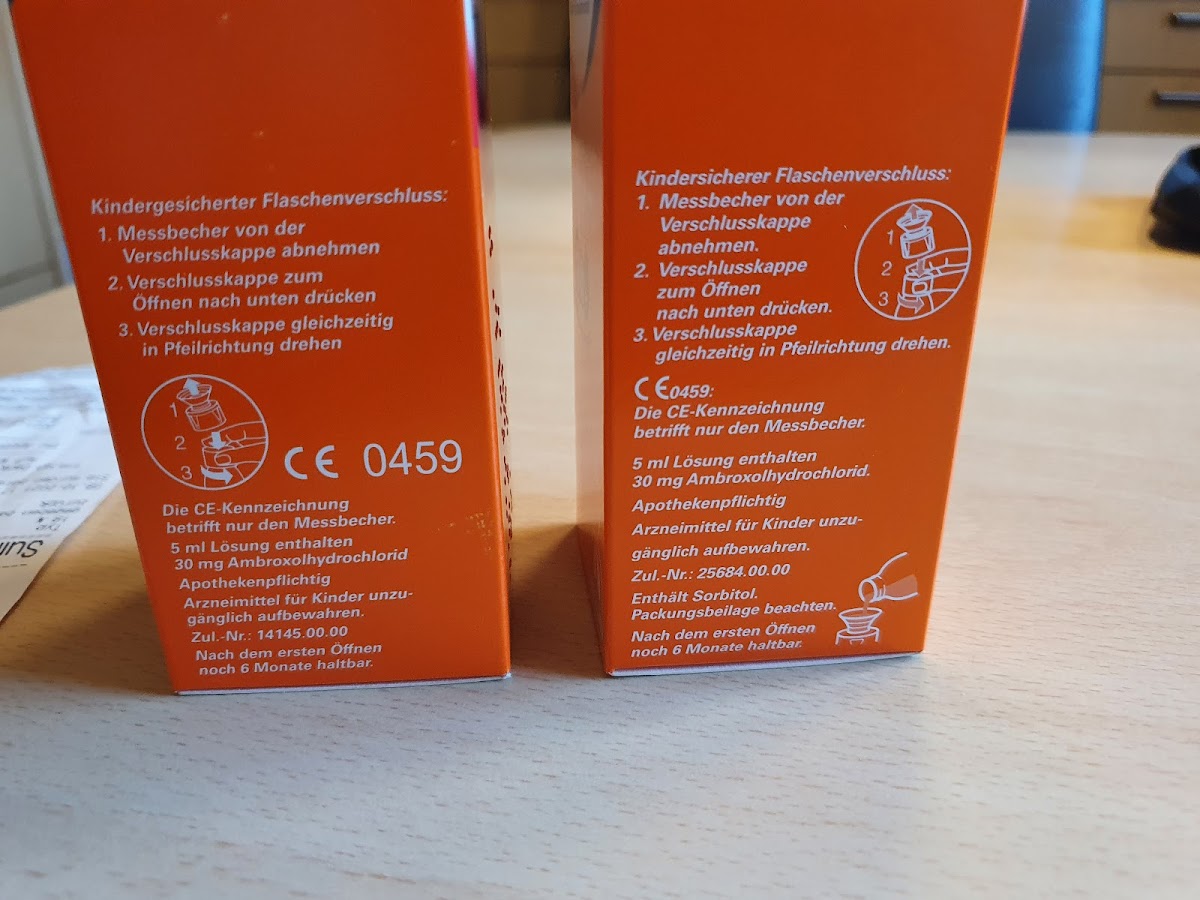 Kindergesicherter Flaschenverschluss:
1. Messbecher von der
Verschlusskappe abnehmen
2. Verschlusskappe zum
Öffnen nach unten drücken
3. Verschlusskappe gleichzeitig
in Pfeilrichtung drehen
1
2
3
CE 0459
Die CE-Kennzeichnung
betrifft nur den Messbecher.
5 ml Lösung enthalten
30 mg Ambroxolhydrochlorid
Apothekenpflichtig
Arzneimittel für Kinder unzu-
gänglich aufbewahren.
Zul.-Nr.: 14145.00.00
Nach dem ersten Öffnen
noch 6 Monate haltbar.
Kindersicherer Flaschenverschluss:
1. Messbecher von der
Verschlusskappe
abnehmen.
2. Verschlusskappe
zum Öffnen
nach unten drücken.
3. Verschlusskappe
gleichzeitig in Pfeilrichtung drehen.
1
2
3
CE0459:
Die CE-Kennzeichnung
betrifft nur den Messbecher.
5 ml Lösung enthalten
30 mg Ambroxolhydrochlorid.
Apothekenpflichtig
Arzneimittel für Kinder unzu-
gänglich aufbewahren.
Zul.-Nr.: 25684.00.00
Enthält Sorbitol.
Packungsbeilage beachten.
Nach dem ersten Öffnen
noch 6 Monate haltbar.